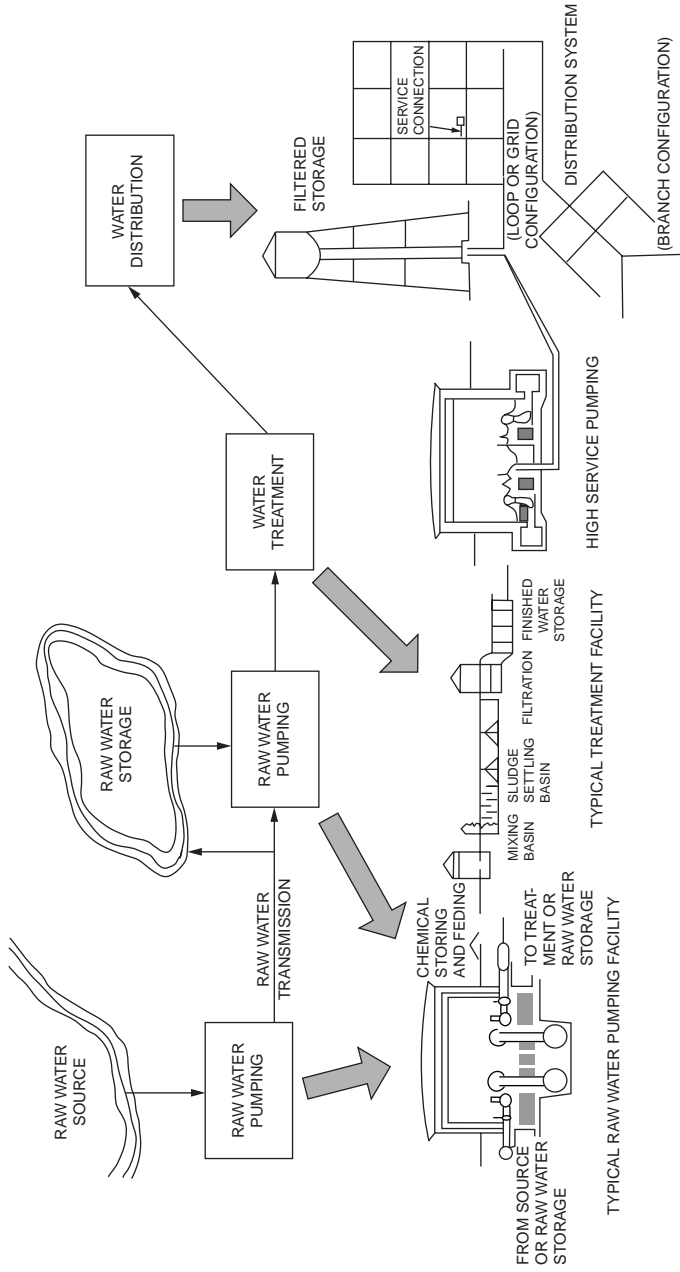 RAW WATER
SOURCE
RAW WATER
PUMPING
RAW WATER
TRANSMISSION
RAW WATER
STORAGE
RAW WATER
PUMPING
WATER
TREATMENT
WATER
DISTRIBUTION
FROM SOURCE
OR RAW WATER
STORAGE
TO TREAT-
MENT OR
RAW WATER
STORAGE
TYPICAL RAW WATER PUMPING FACILITY
CHEMICAL
STORING
AND FEDING
MIXING
BASIN
SLUDGE
SETTLING
BASIN
FILTRATION
FINISHED
WATER
STORAGE
TYPICAL TREATMENT FACILITY
HIGH SERVICE PUMPING
FILTERED
STORAGE
SERVICE
CONNECTION
(LOOP OR GRID
CONFIGURATION)
DISTRIBUTION SYSTEM
(BRANCH CONFIGURATION)